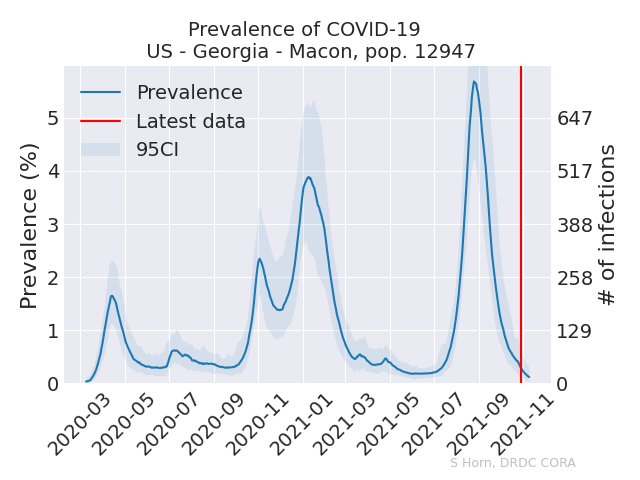 Prevalence of COVID-19
US - Georgia - Macon, pop. 12947
Prevalence
Latest data
95CI
Prevalence (%)
5
4
3
2
1
0
647
517
388
258
129
0
# of infections
2020-03
2020-05
2020-07
2020-09
2020-11
2021-01
2021-03
2021-05
2021-07
2021-09
2021-11
S Horn, DRDC CORA